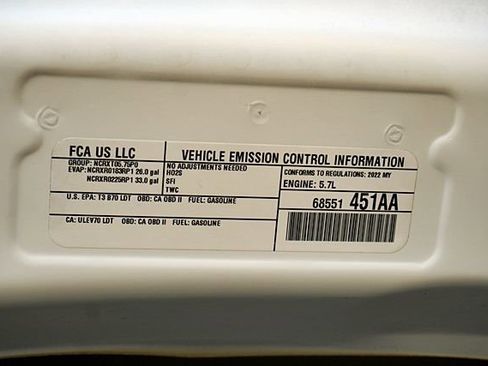 FCA US LLC
VEHICLE EMISSION CONTROL INFORMATION
GROUP: NCRXT05.75P0
EVAP: NCRXR0183RP1 26.0 gal
NCRXR0225RP1 33.0 gal
NO ADJUSTMENTS NEEDED
HO2S
SFI
TWC
CONFORMS TO REGULATIONS: 2022 MY
ENGINE: 5.7L
U.S. EPA: T3 B70 LDT OBD: CA OBD II FUEL: GASOLINE
CA: ULEV70 LDT OBD: CA OBD II FUEL: GASOLINE
68551 451AA